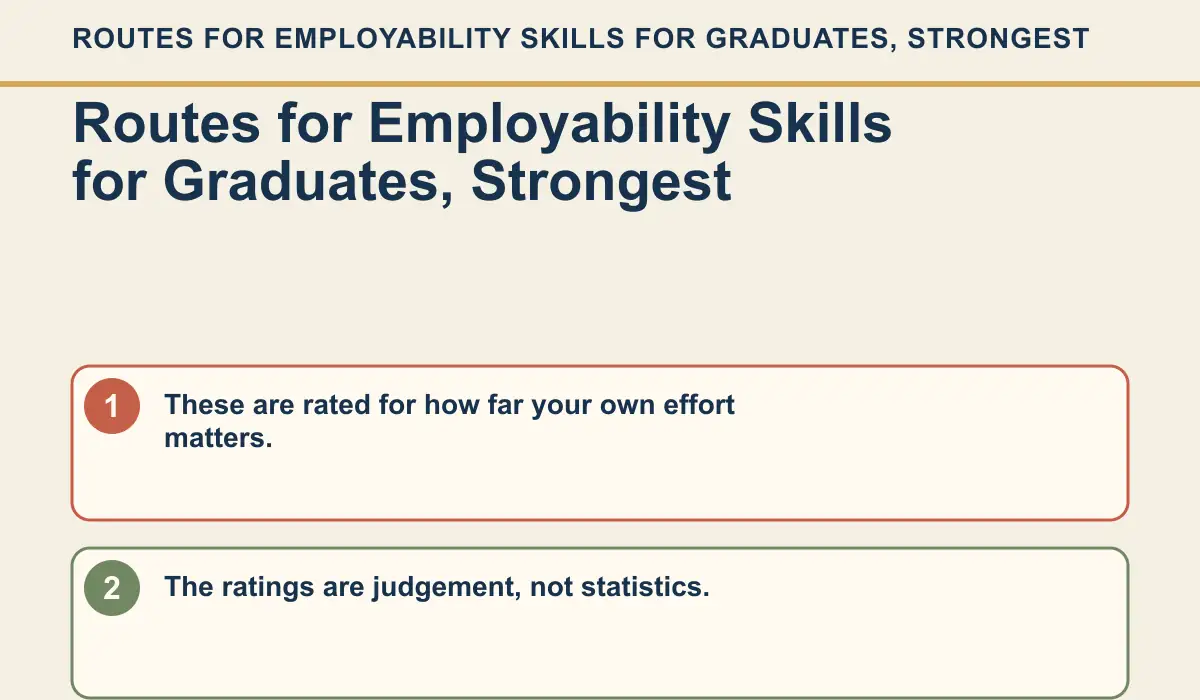 ROUTES FOR EMPLOYABILITY SKILLS FOR GRADUATES, STRONGEST
Routes for Employability Skills
for Graduates, Strongest
1
These are rated for how far your own effort
matters.
2
The ratings are judgement, not statistics.